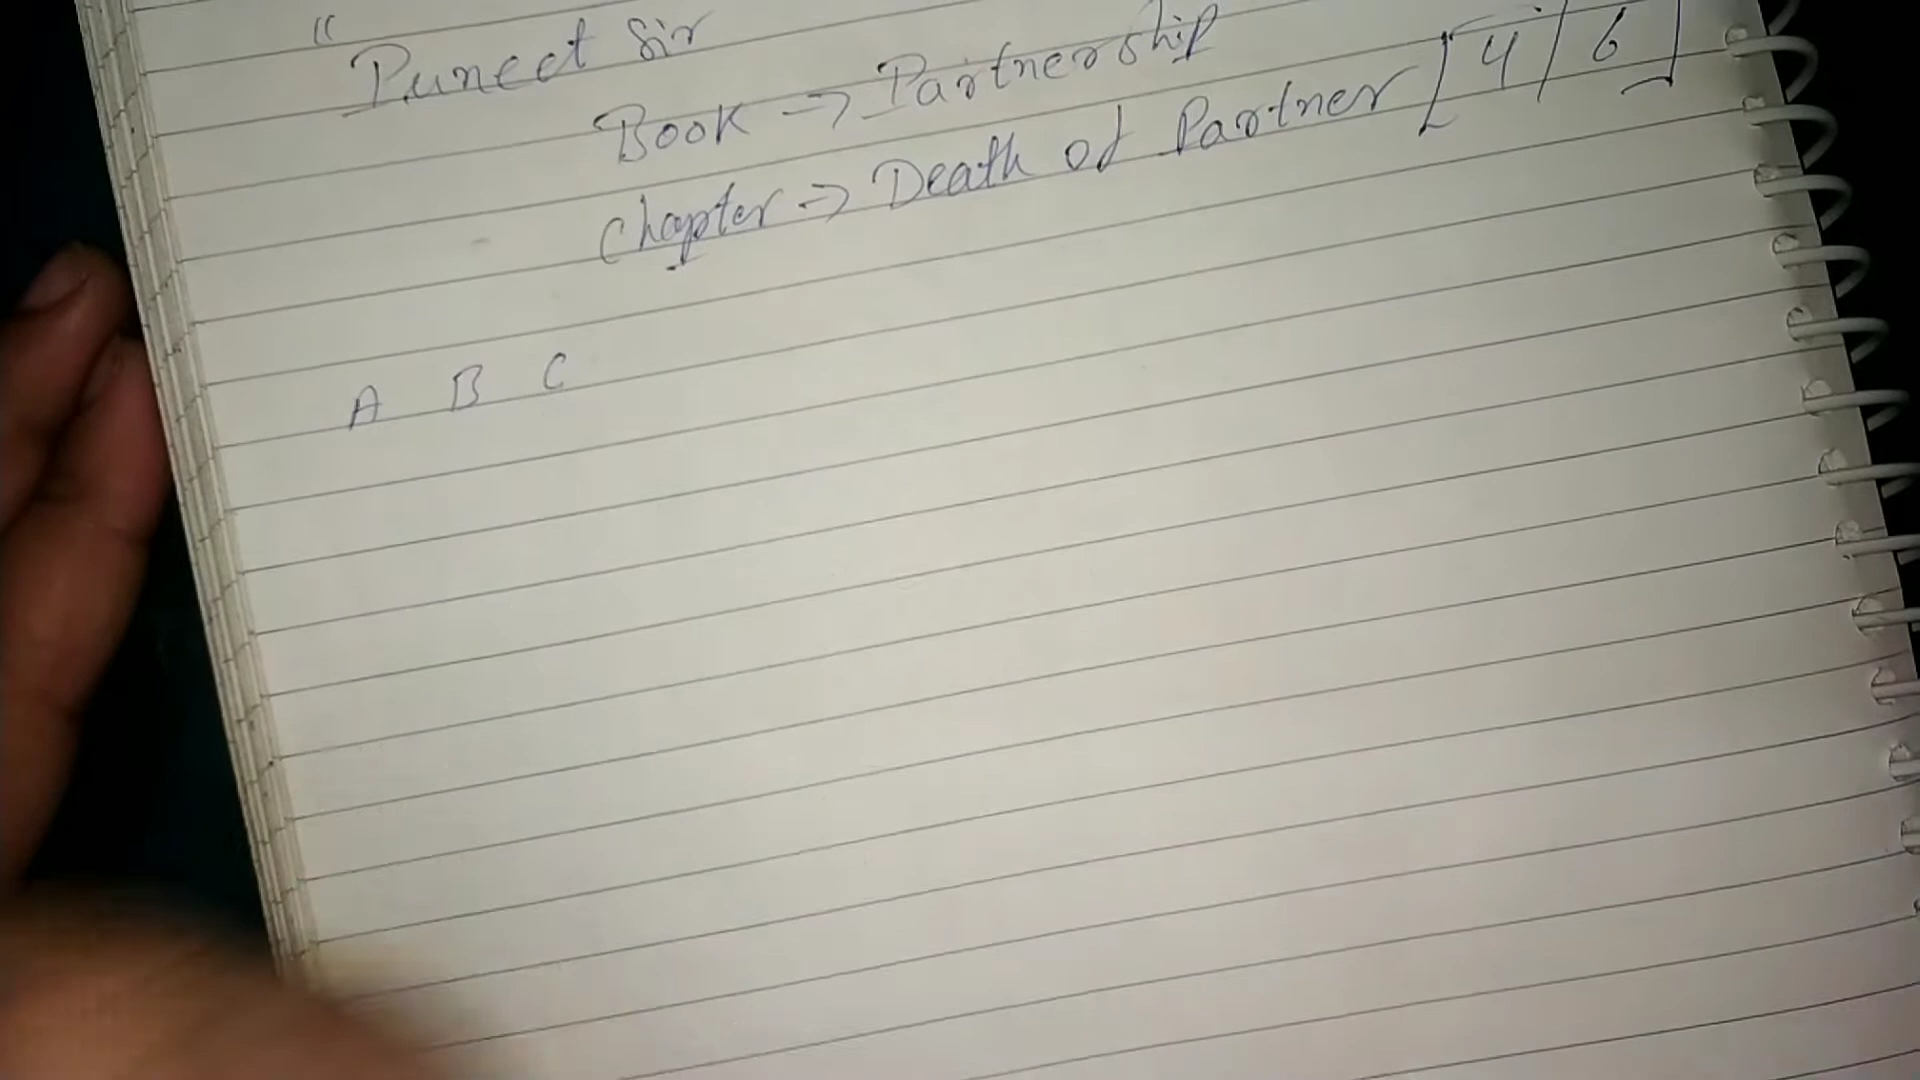 "
Puneet Sir
Book → Partnership
Chapter → Death of Partner [4/6]
A B C